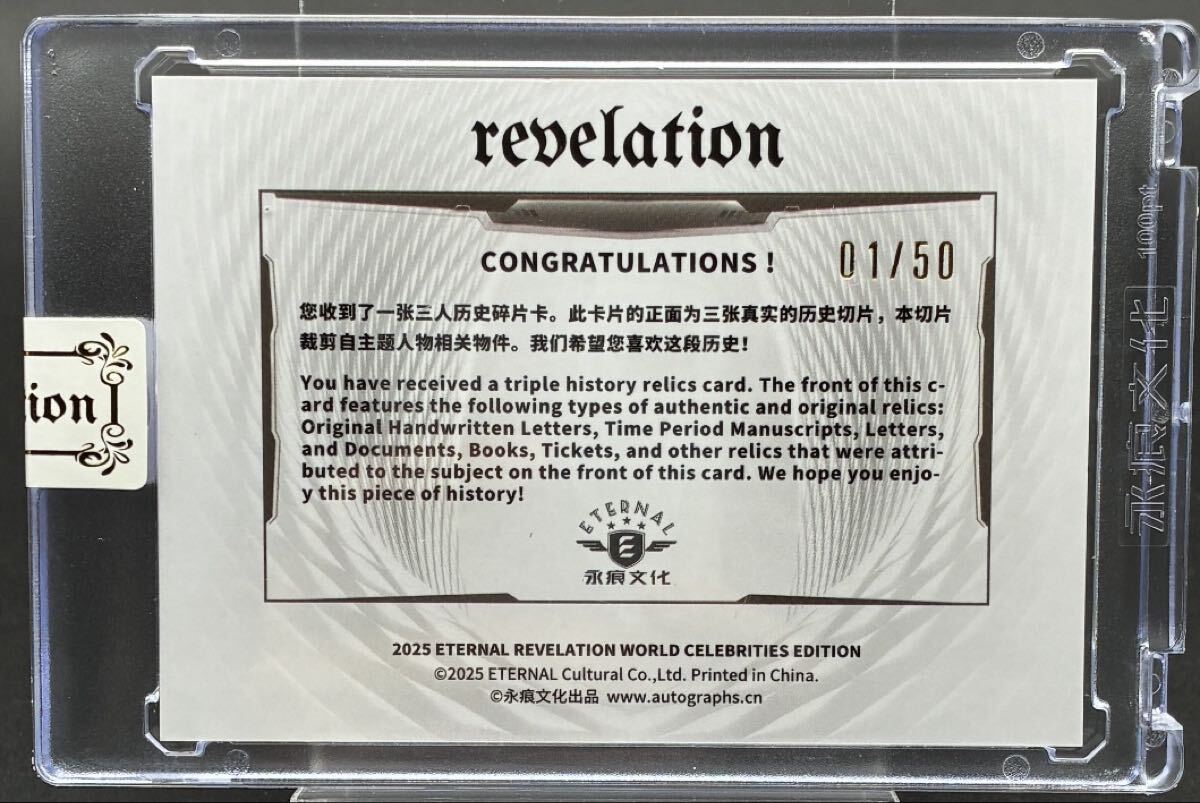 revelation
CONGRATULATIONS !
01/50
您收到了一张三人历史碎片卡。此卡片的正面为三张真实的历史切片，本切片
裁剪自主题人物相关物件。我们希望您喜欢这段历史！
You have received a triple history relics card. The front of this c-
ard features the following types of authentic and original relics:
Original Handwritten Letters, Time Period Manuscripts, Letters,
and Documents, Books, Tickets, and other relics that were attri-
buted to the subject on the front of this card. We hope you enjo-
y this piece of history!
ETERNAL
永痕文化
2025 ETERNAL REVELATION WORLD CELEBRITIES EDITION
©2025 ETERNAL Cultural Co.,Ltd. Printed in China.
©永痕文化出品 www.autographs.cn
tion
100pt
永痕文化